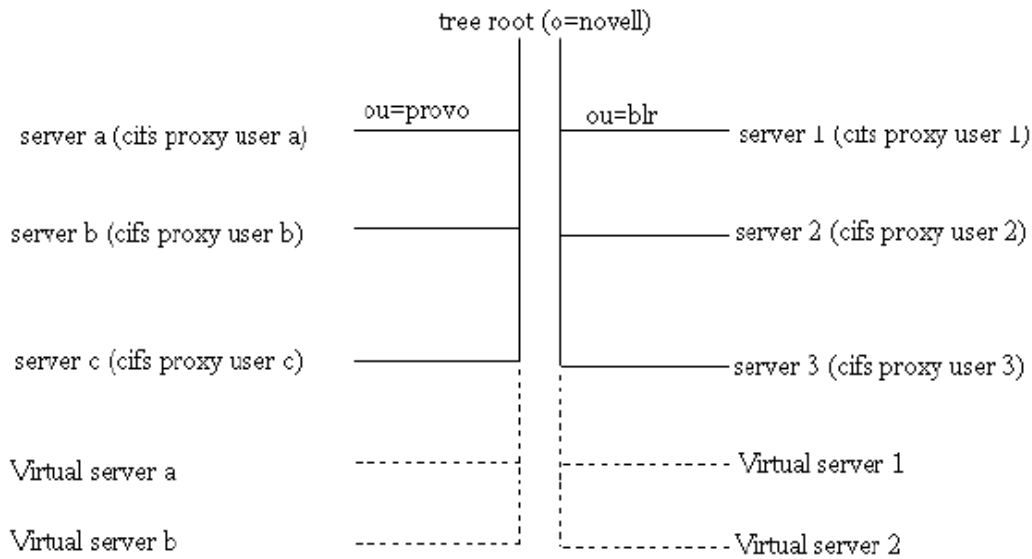 tree root (o=novell)
ou=provo
ou=blr
server a (cifs proxy user a)
server 1 (cifs proxy user 1)
server b (cifs proxy user b)
server 2 (cifs proxy user 2)
server c (cifs proxy user c)
server 3 (cifs proxy user 3)
Virtual server a
Virtual server 1
Virtual server b
Virtual server 2